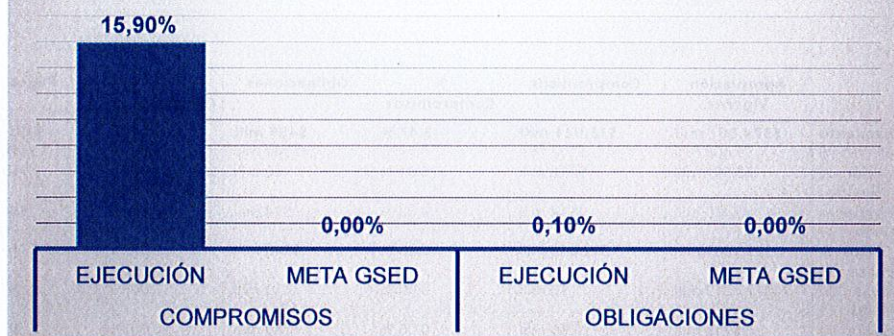 15,90%
0,00% 0,10% 0,00%
EJECUCIÓN META GSED EJECUCIÓN META GSED
COMPROMISOS OBLIGACIONES